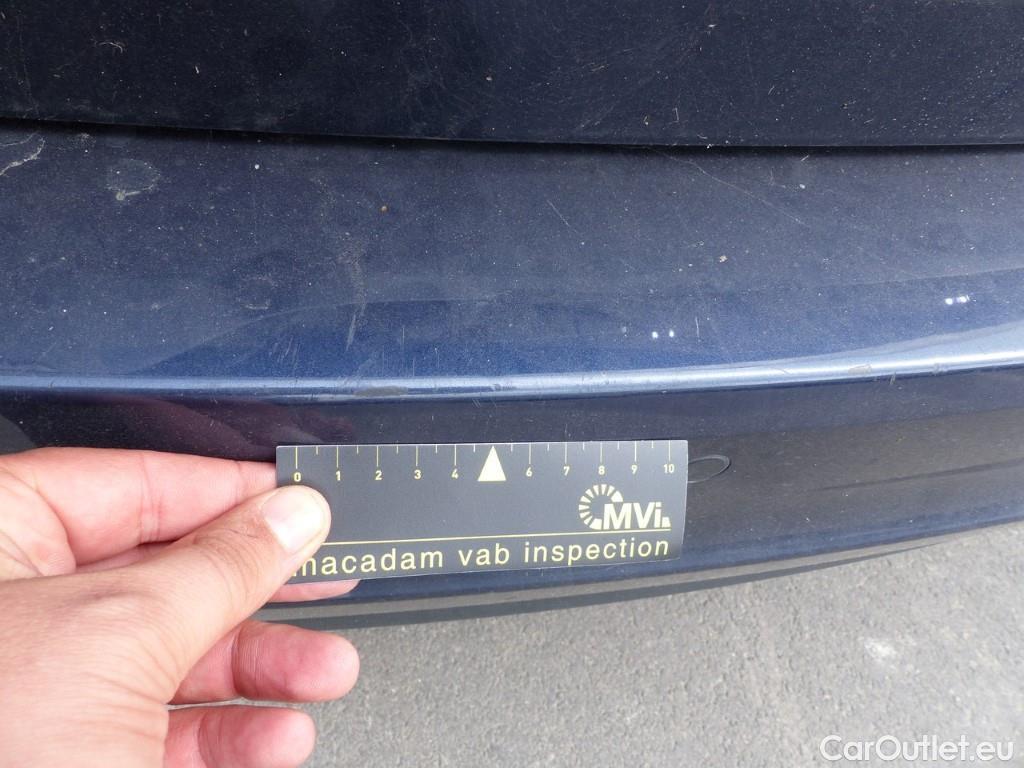 0 1 2 3 4 6 7 8 9 10
MVi
macadam vab inspection
CarOutlet.eu